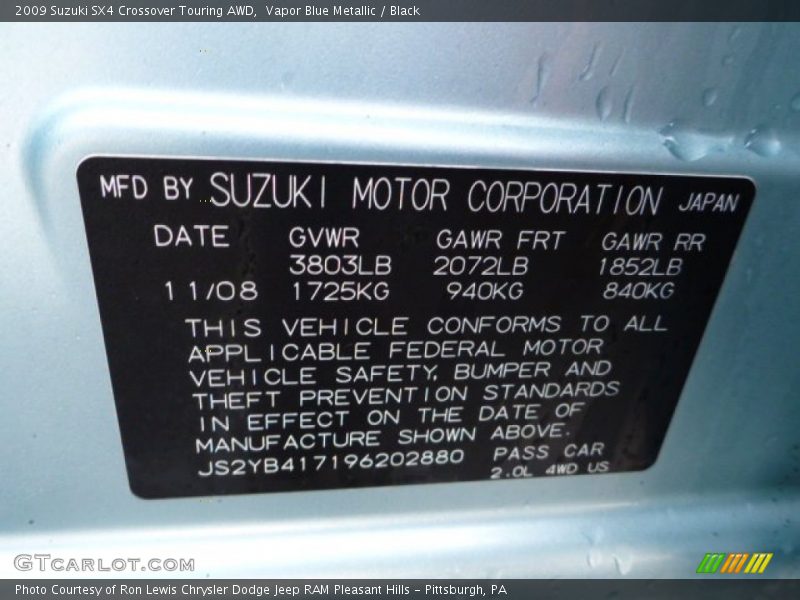 2009 Suzuki SX4 Crossover Touring AWD, Vapor Blue Metallic / Black
MFD BY SUZUKI MOTOR CORPORATION JAPAN
DATE GVWR GAWR FRT GAWR RR
3803LB 2072LB 1852LB
11/08 1725KG 940KG 840KG
THIS VEHICLE CONFORMS TO ALL
APPLICABLE FEDERAL MOTOR
VEHICLE SAFETY, BUMPER AND
THEFT PREVENTION STANDARDS
IN EFFECT ON THE DATE OF
MANUFACTURE SHOWN ABOVE.
JS2YB417196202880 PASS CAR
2.0L 4WD US
GTCARLOT.COM
Photo Courtesy of Ron Lewis Chrysler Dodge Jeep RAM Pleasant Hills - Pittsburgh, PA